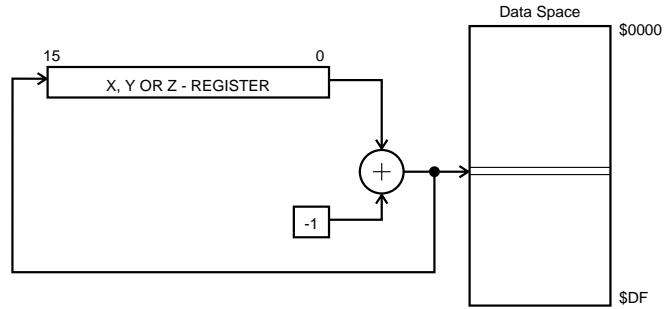 Data Space
$0000
15
0
X, Y OR Z - REGISTER
+
-1
$DF